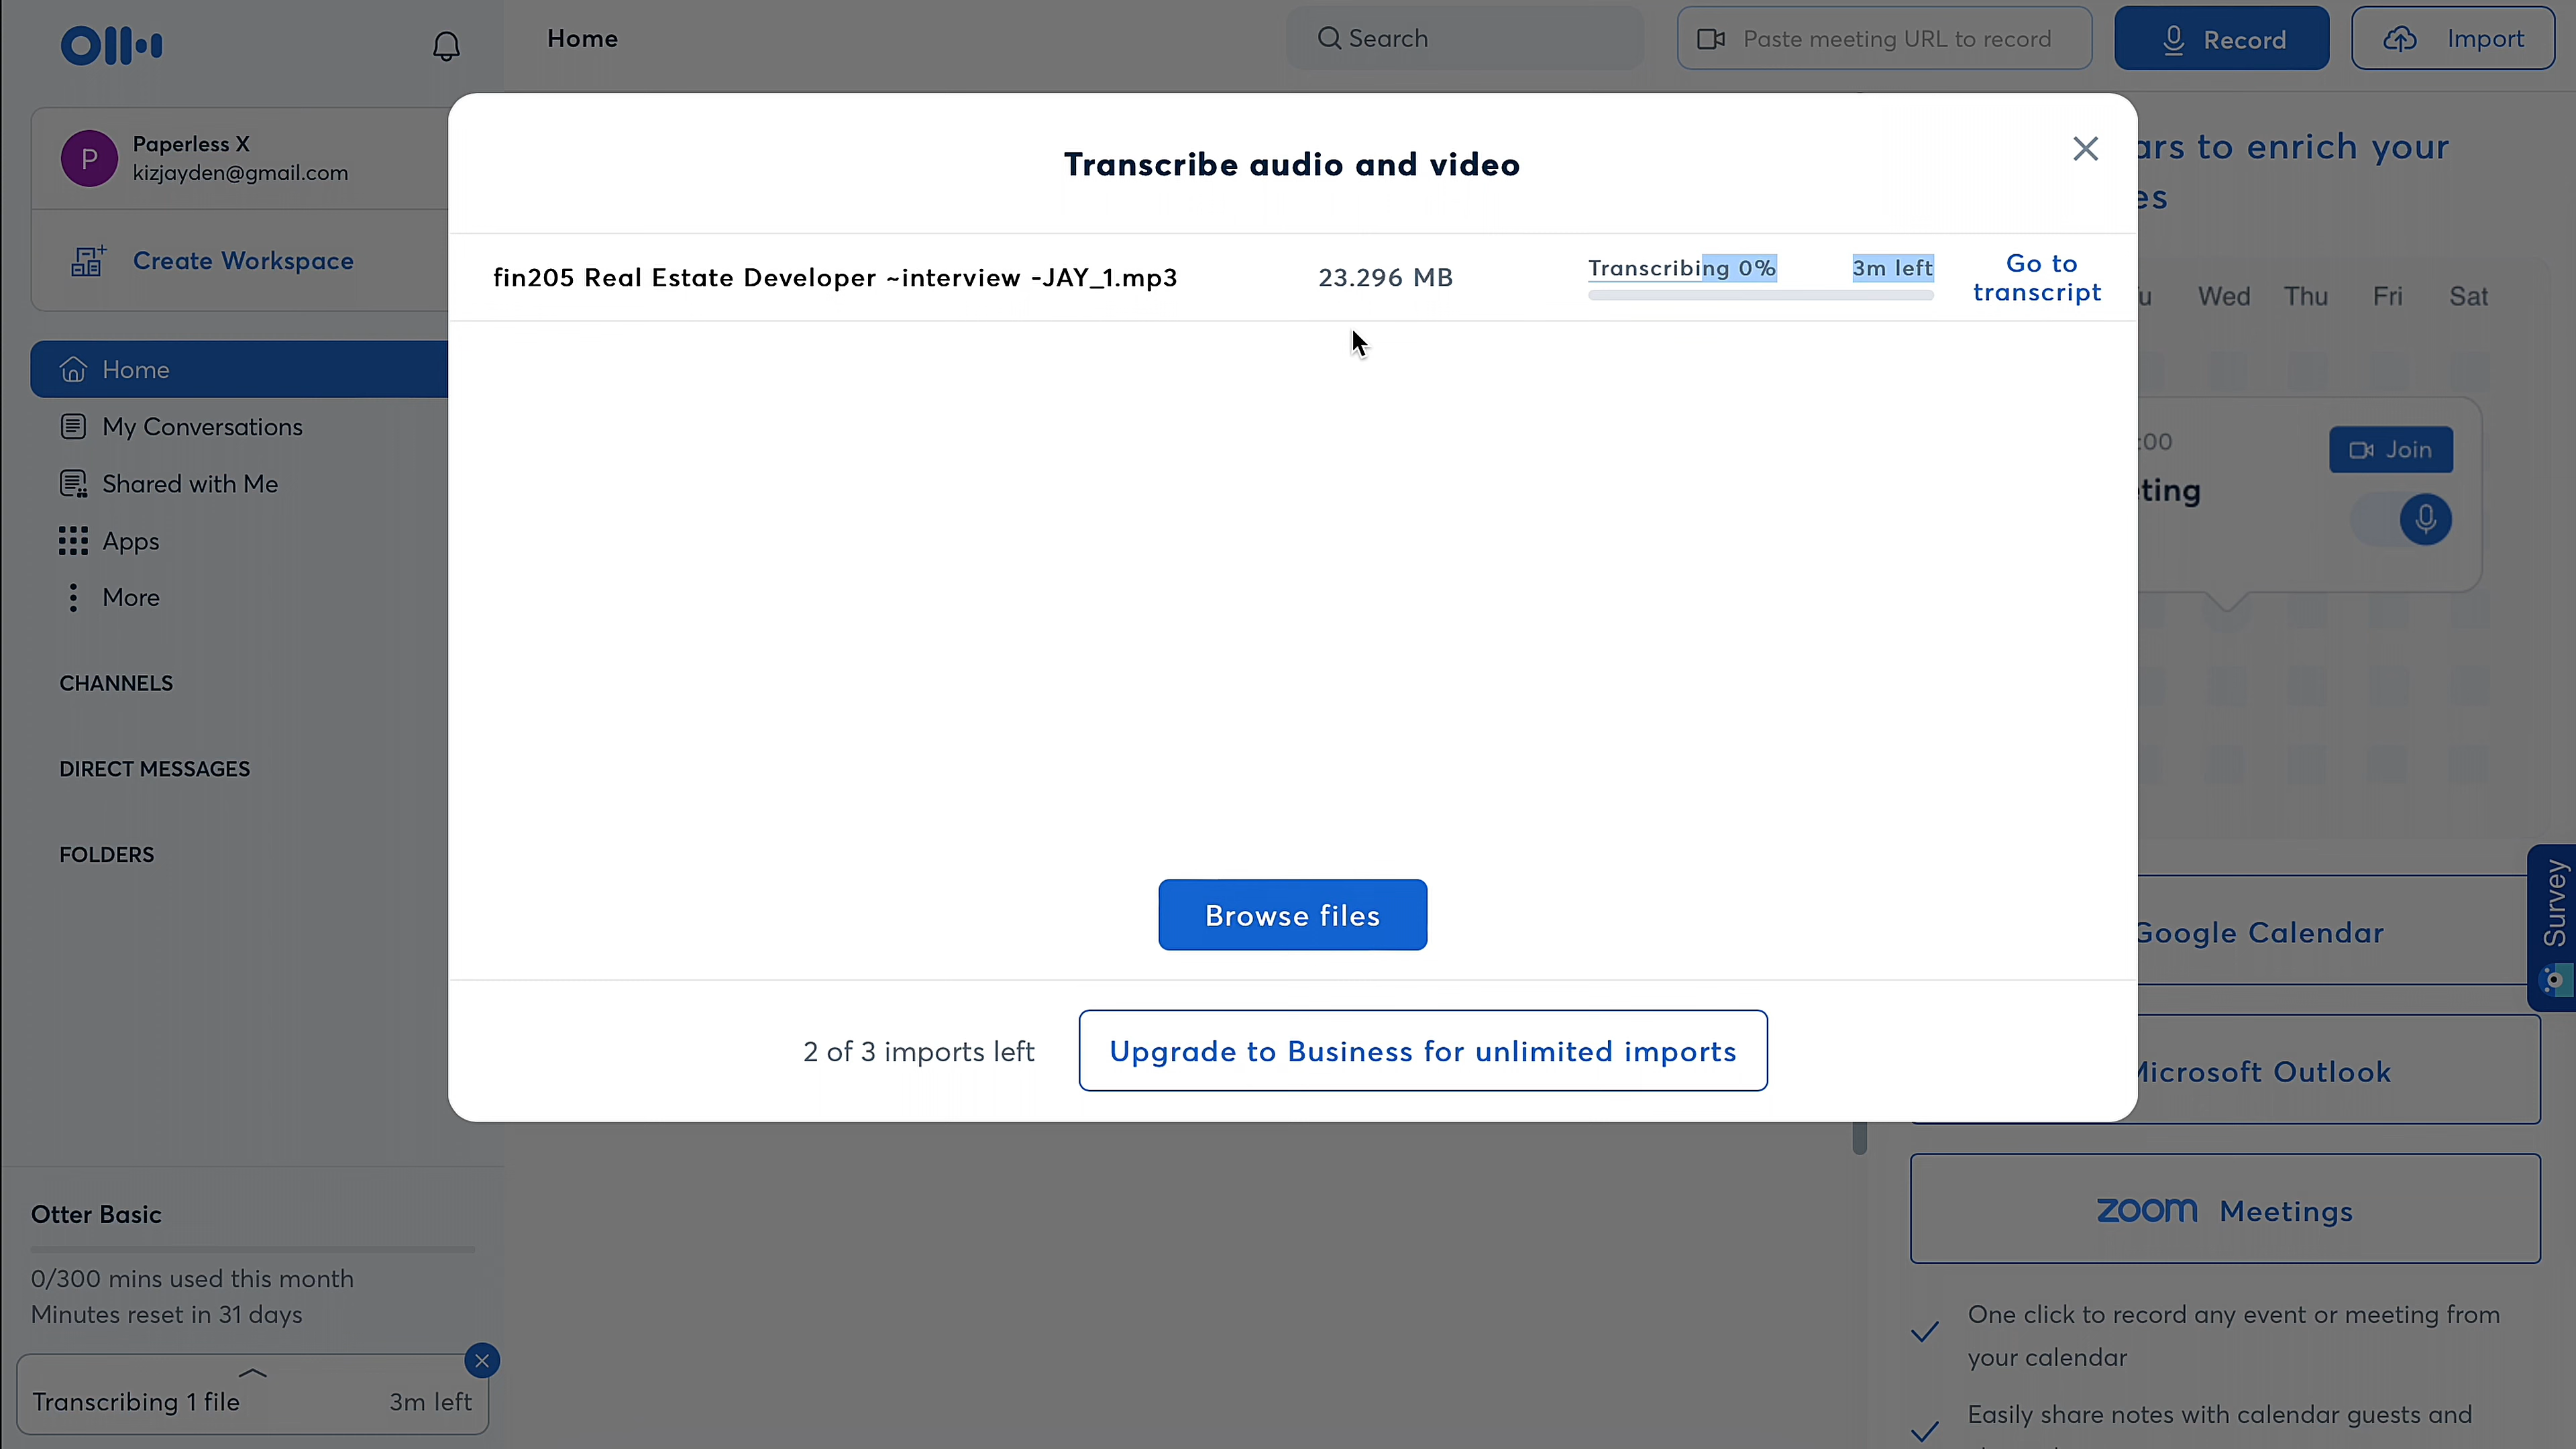 Home
Search
Paste meeting URL to record
Record
Import
Paperless X
kizjayden@gmail.com
Create Workspace
Home
My Conversations
Shared with Me
Apps
More
CHANNELS
DIRECT MESSAGES
FOLDERS
Otter Basic
0/300 mins used this month
Minutes reset in 31 days
Transcribing 1 file 3m left
Transcribe audio and video
fin205 Real Estate Developer ~interview -JAY_1.mp3 23.296 MB Transcribing 0% 3m left
Go to
transcript
Browse files
2 of 3 imports left
Upgrade to Business for unlimited imports
to enrich your
Wed Thu Fri Sat
:00
Join
Google Calendar
Microsoft Outlook
zoom Meetings
One click to record any event or meeting from
your calendar
Easily share notes with calendar guests and
Survey